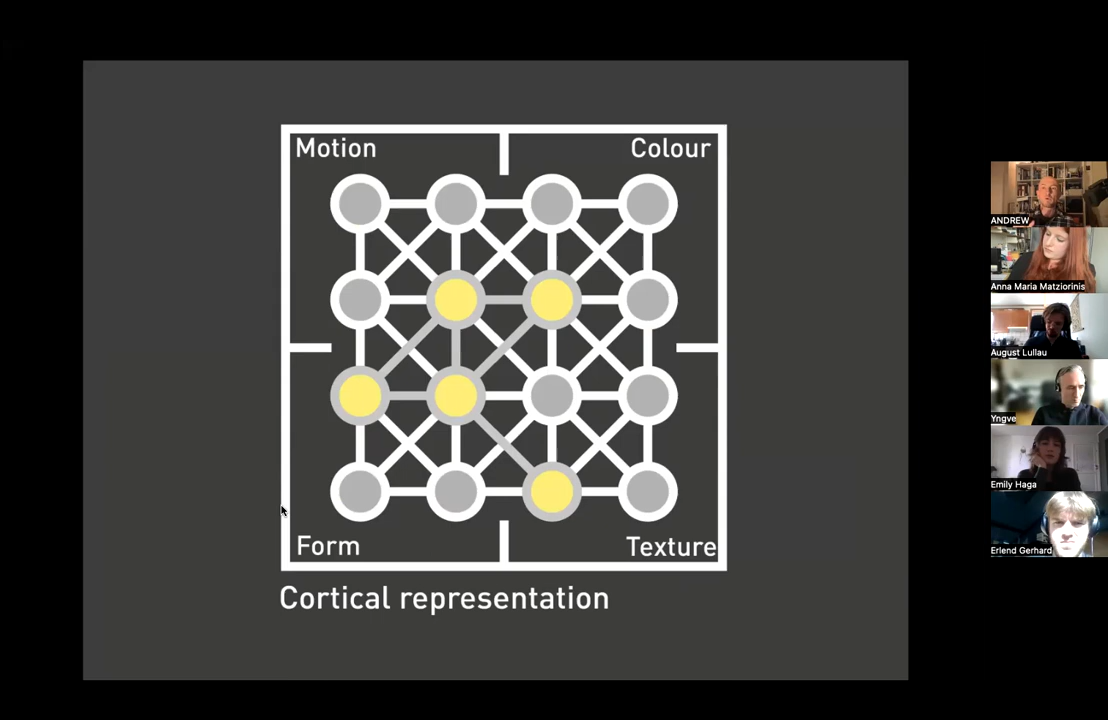 Motion
Colour
Form
Texture
Cortical representation
ANDREW
Anna Maria Matziorinis
August Lullau
Yngve
Emily Haga
Erlend Gerhard